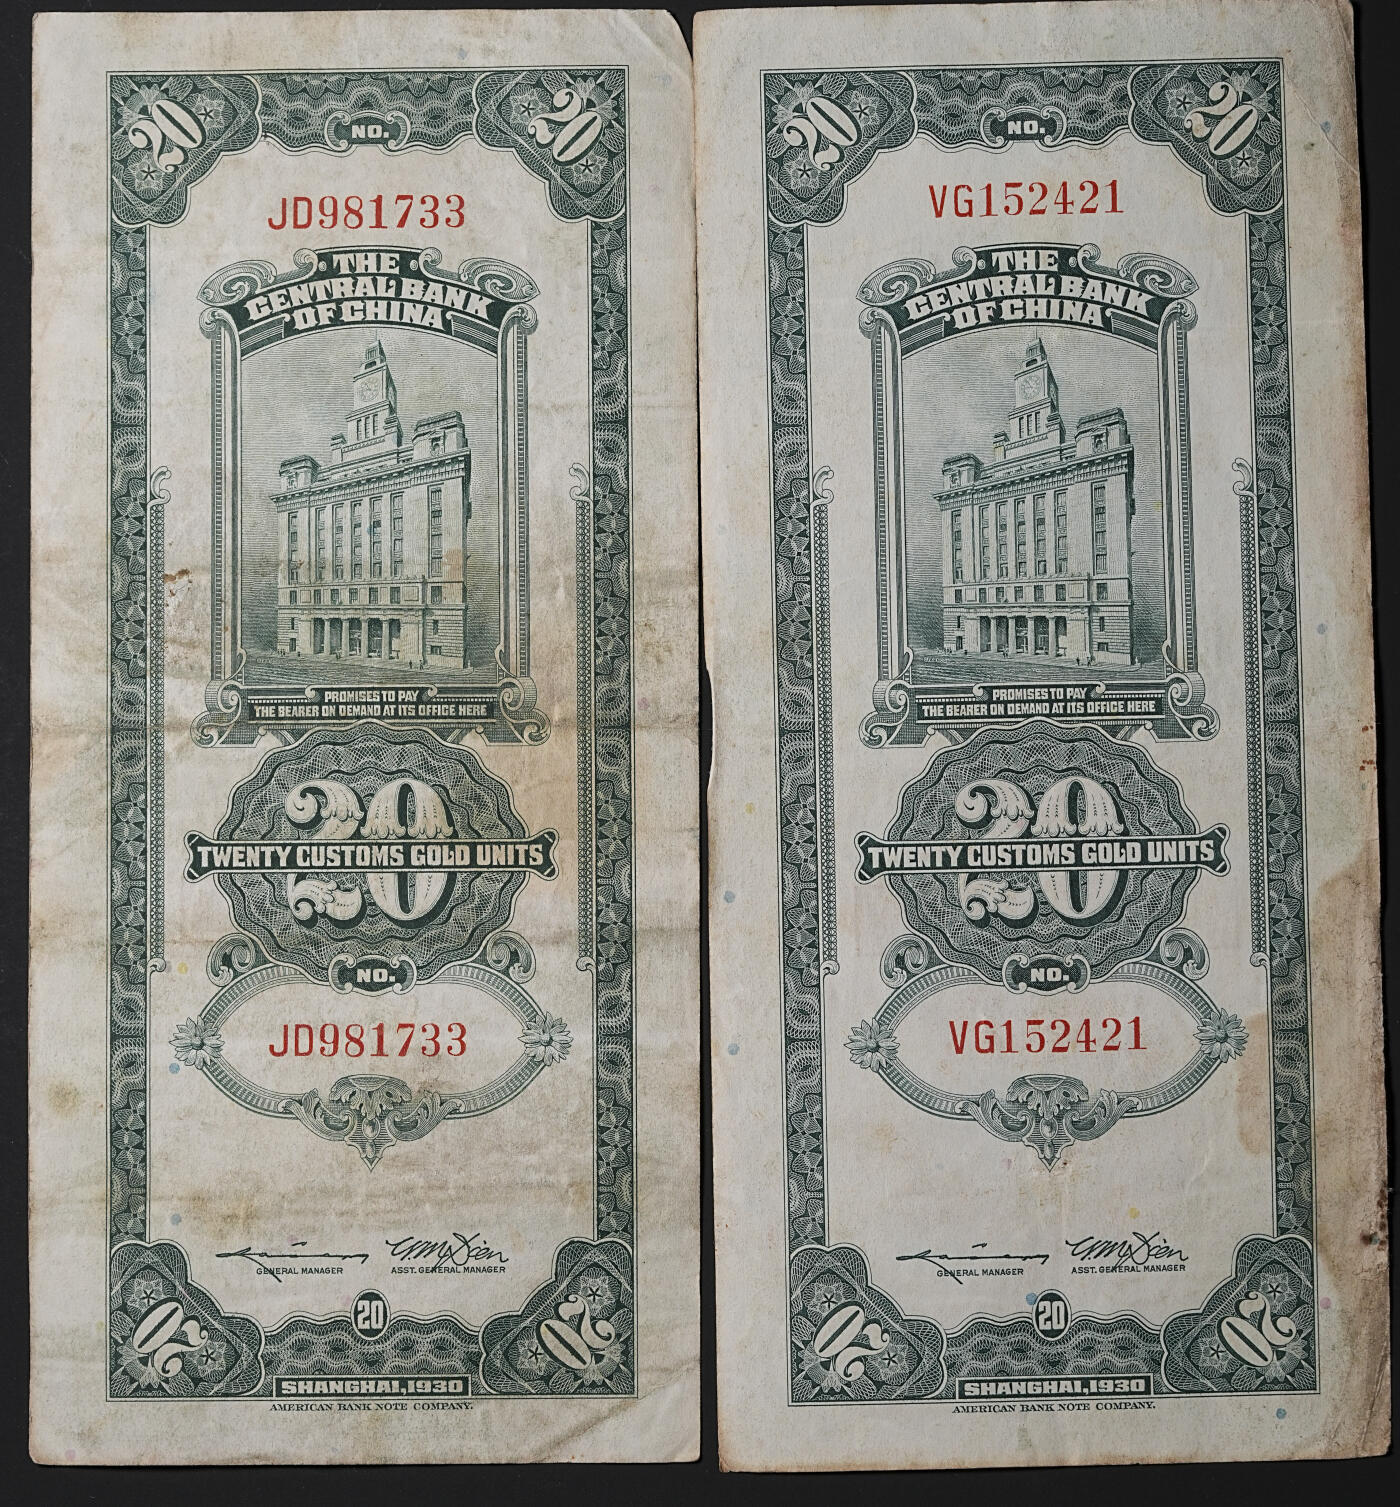 20
NO.
20
JD981733
THE
CENTRAL BANK
OF CHINA
PROMISES TO PAY
THE BEARER ON DEMAND AT ITS OFFICE HERE
20
TWENTY CUSTOMS GOLD UNITS
NO.
JD981733
GENERAL MANAGER
ASST. GENERAL MANAGER
20
20
20
SHANGHAI, 1930
AMERICAN BANK NOTE COMPANY.
20
NO.
20
VG152421
THE
CENTRAL BANK
OF CHINA
PROMISES TO PAY
THE BEARER ON DEMAND AT ITS OFFICE HERE
20
TWENTY CUSTOMS GOLD UNITS
NO.
VG152421
GENERAL MANAGER
ASST. GENERAL MANAGER
20
20
20
SHANGHAI, 1930
AMERICAN BANK NOTE COMPANY.